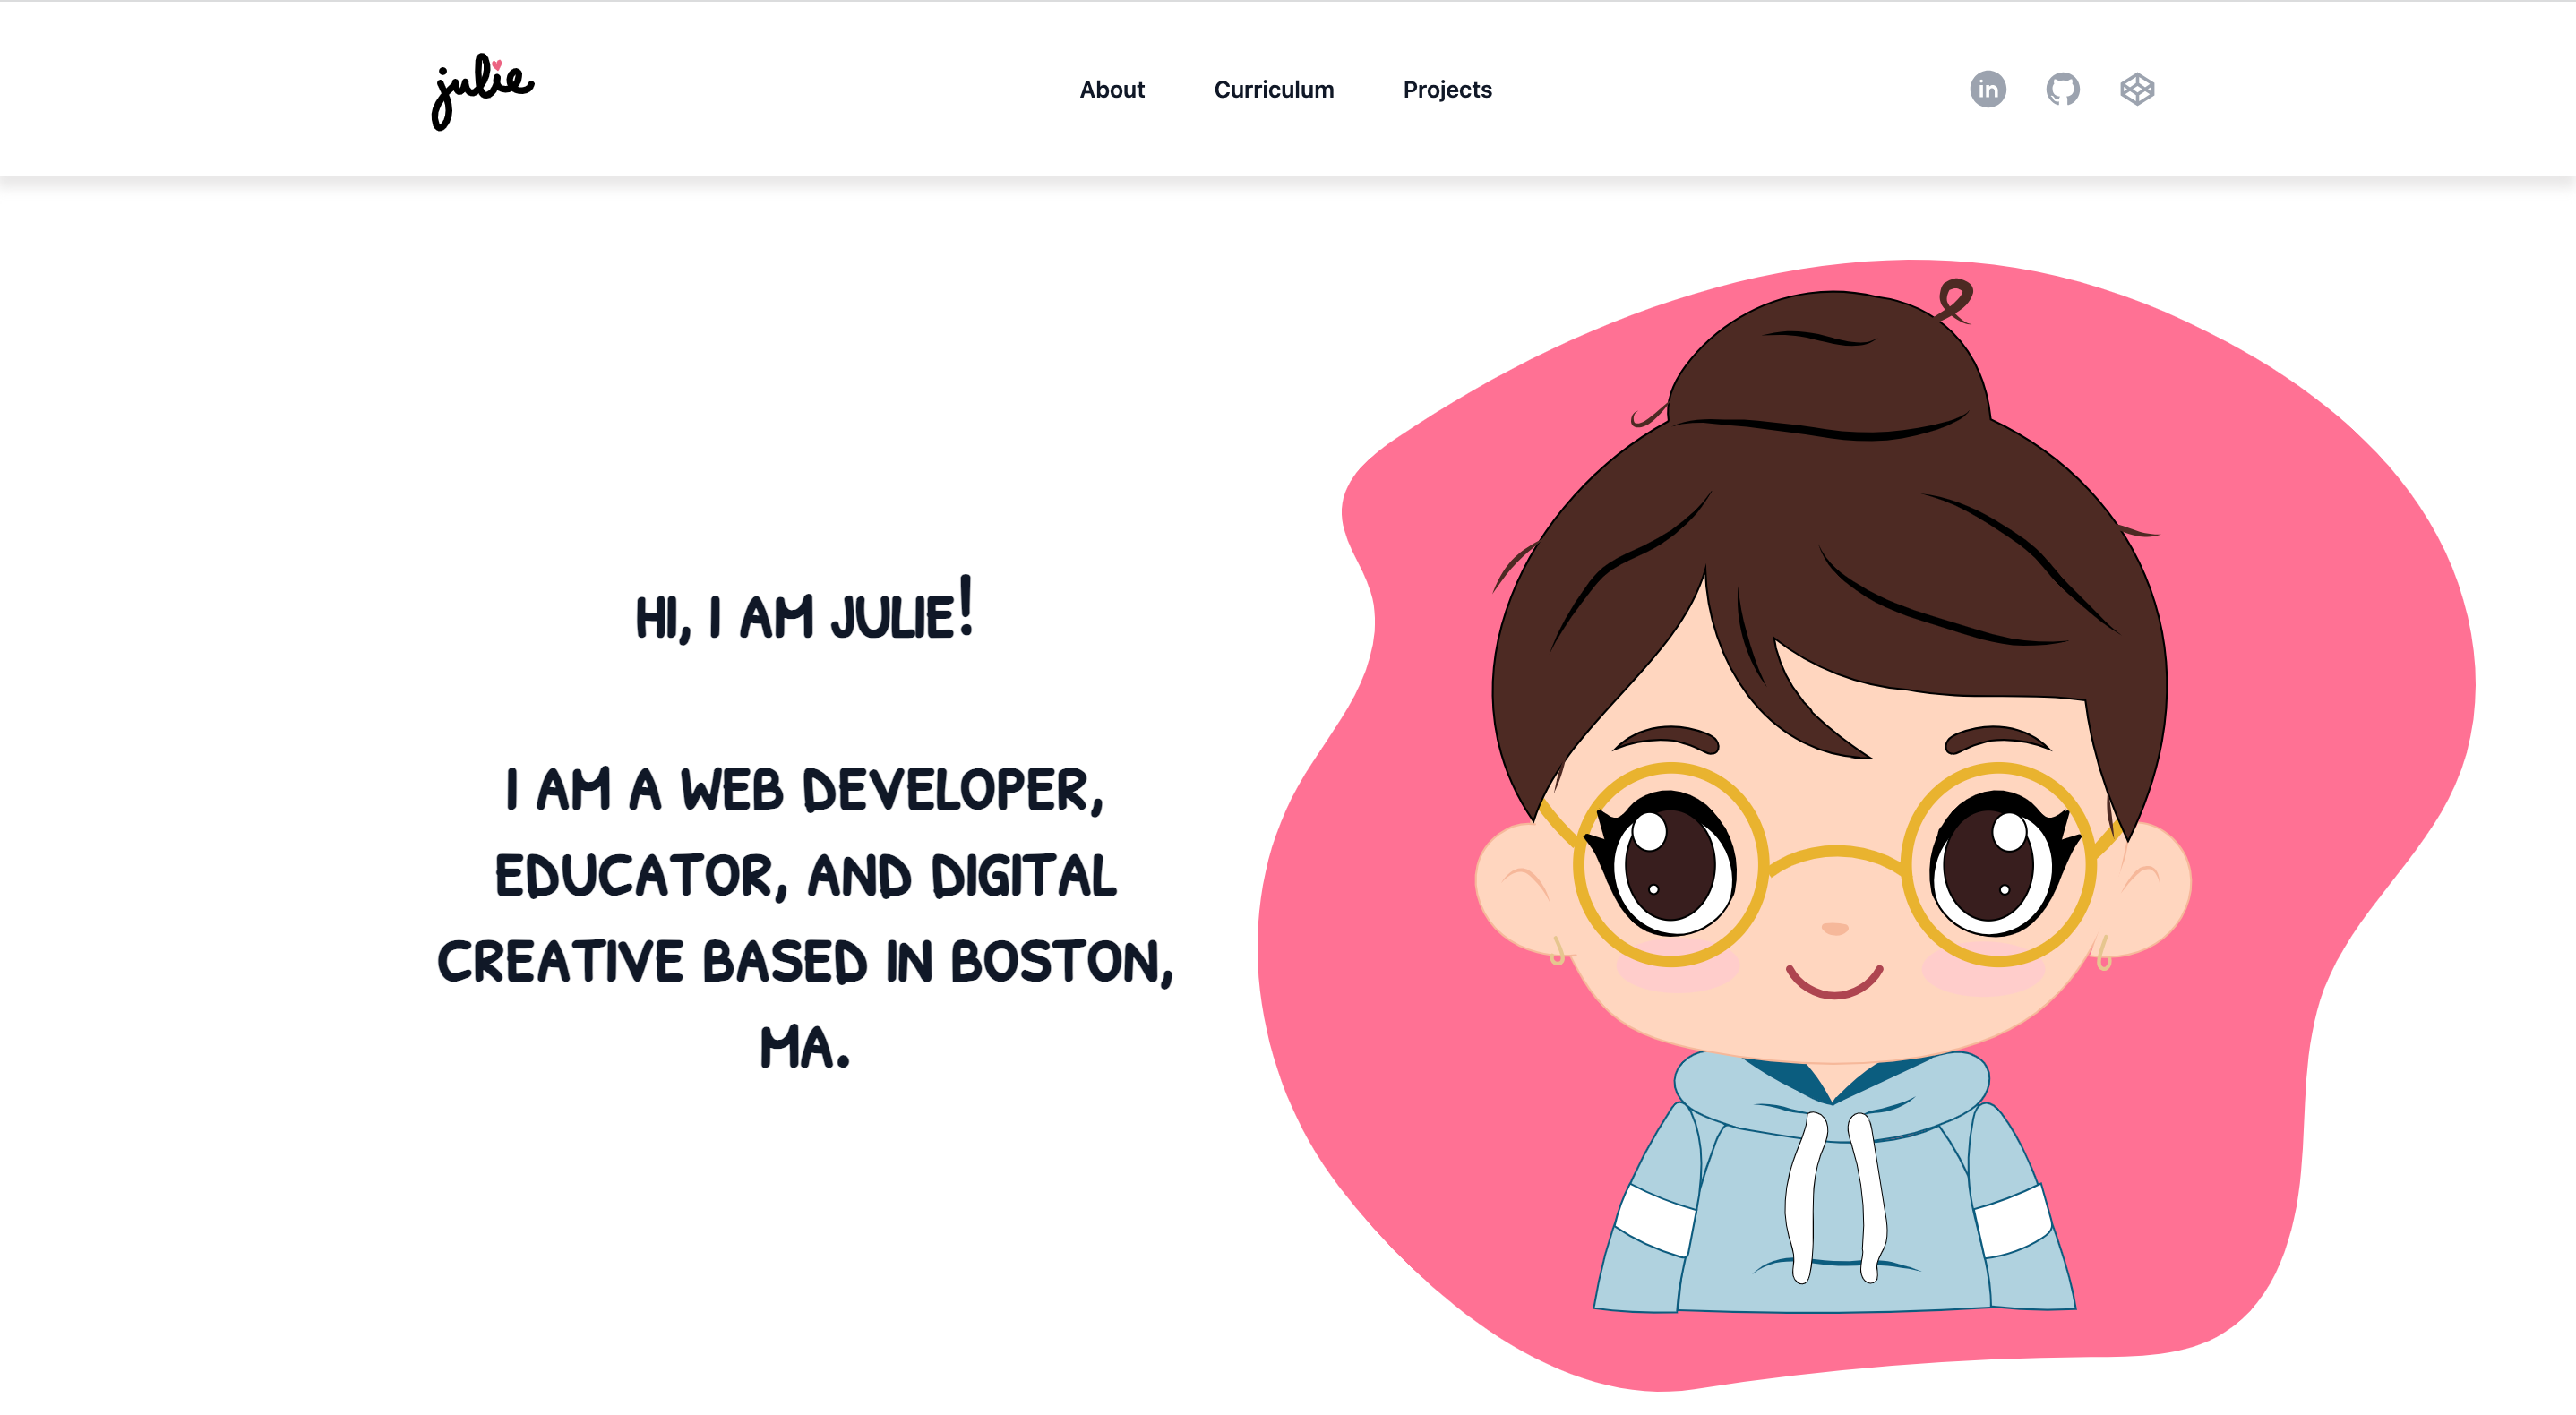 julie
About Curriculum Projects
in
HI, I AM JULIE!
I AM A WEB DEVELOPER,
EDUCATOR, AND DIGITAL
CREATIVE BASED IN BOSTON,
MA.